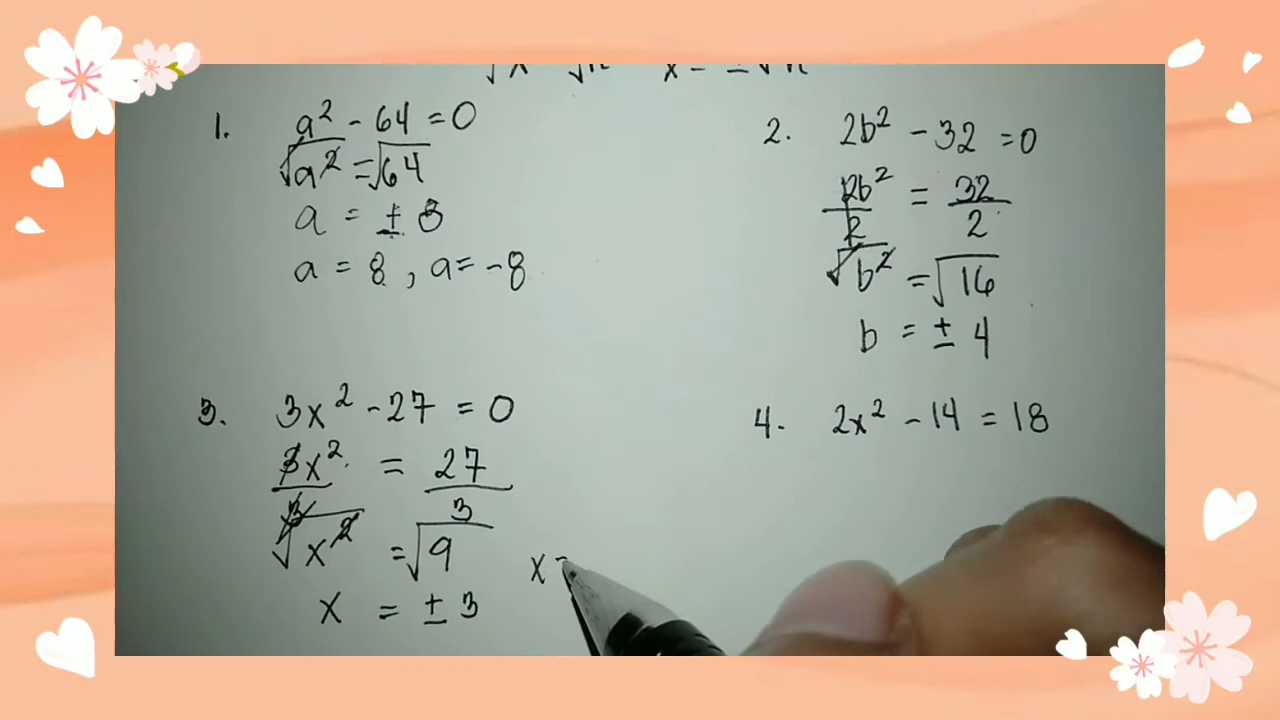 √x √n x = ±√n
1. a² - 64 = 0
√a² = √64
a = ± 8
a = 8, a = -8
2. 2b² - 32 = 0
2b²/2 = 32/2
√b² = √16
b = ± 4
3. 3x² - 27 = 0
3x²/3 = 27/3
√x² = √9
x = ± 3
x =
4. 2x² - 14 = 18